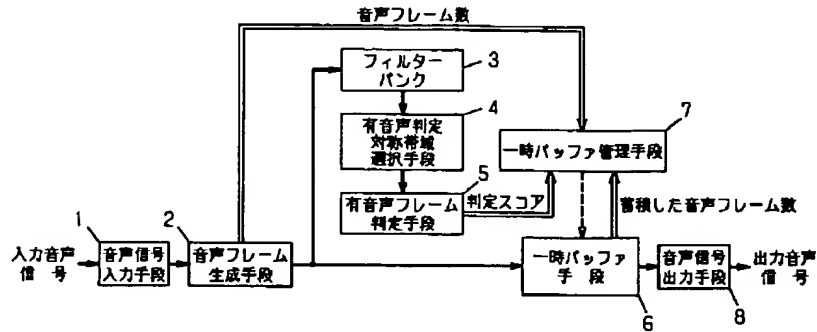 音声フレーム数
3
フィルター
バンク
4
有音声判定
対称帯域
選択手段
7
一時バッファ管理手段
5
有音声フレーム
判定手段
判定スコア
蓄積した音声フレーム数
1
2
入力音声
信号
音声信号
入力手段
音声フレーム
生成手段
一時バッファ
手段
音声信号
出力手段
出力音声
信号
6
8